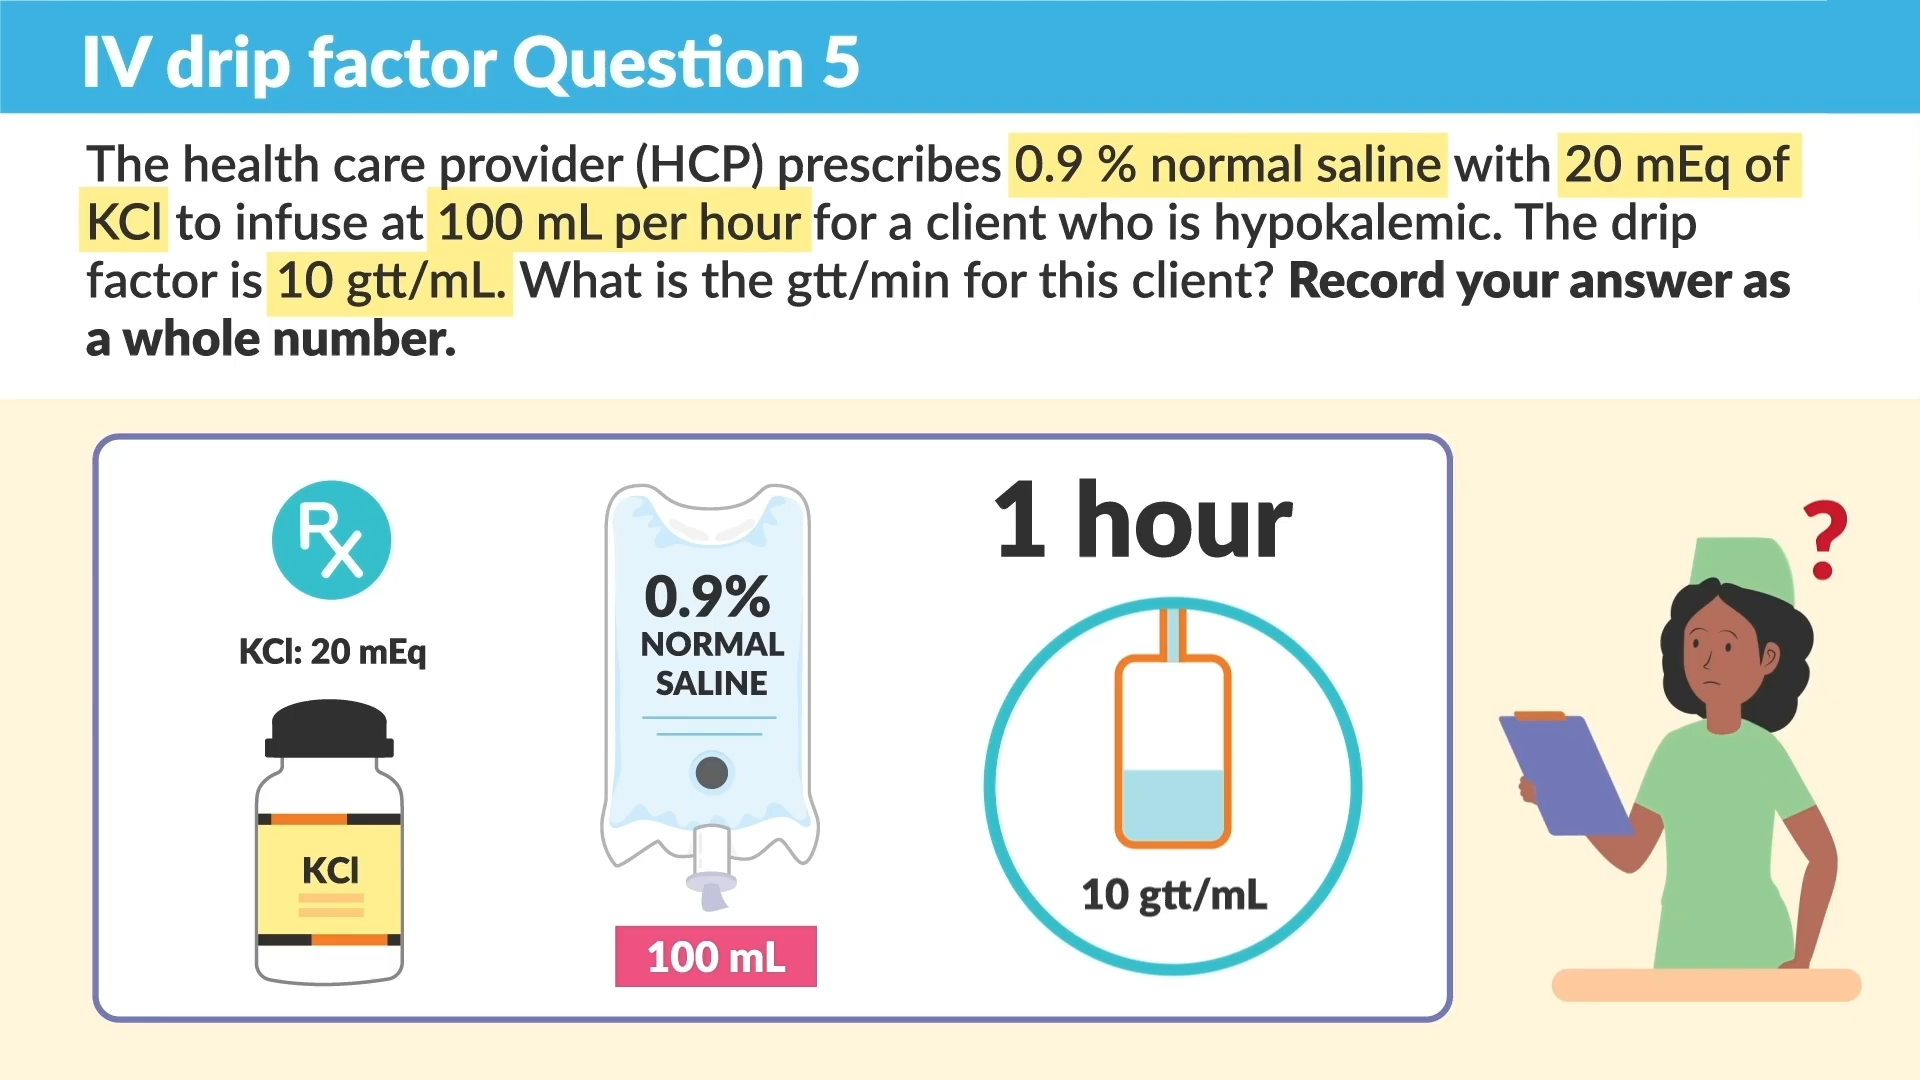 IV drip factor Question 5
The health care provider (HCP) prescribes 0.9 % normal saline with 20 mEq of
KCl to infuse at 100 mL per hour for a client who is hypokalemic. The drip
factor is 10 gtt/mL. What is the gtt/min for this client? Record your answer as
a whole number.
Rx
KCl: 20 mEq
KCl
0.9%
NORMAL
SALINE
100 mL
1 hour
10 gtt/mL
?